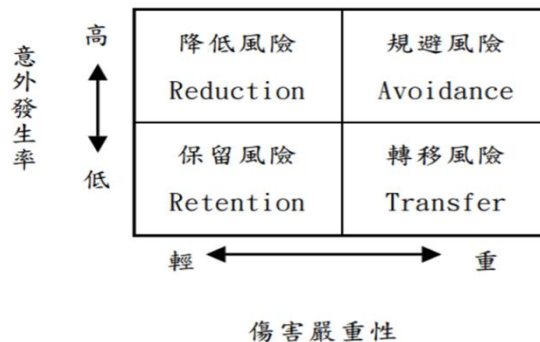 意外發生率
高
低
降低風險
Reduction
規避風險
Avoidance
保留風險
Retention
轉移風險
Transfer
輕
重
傷害嚴重性